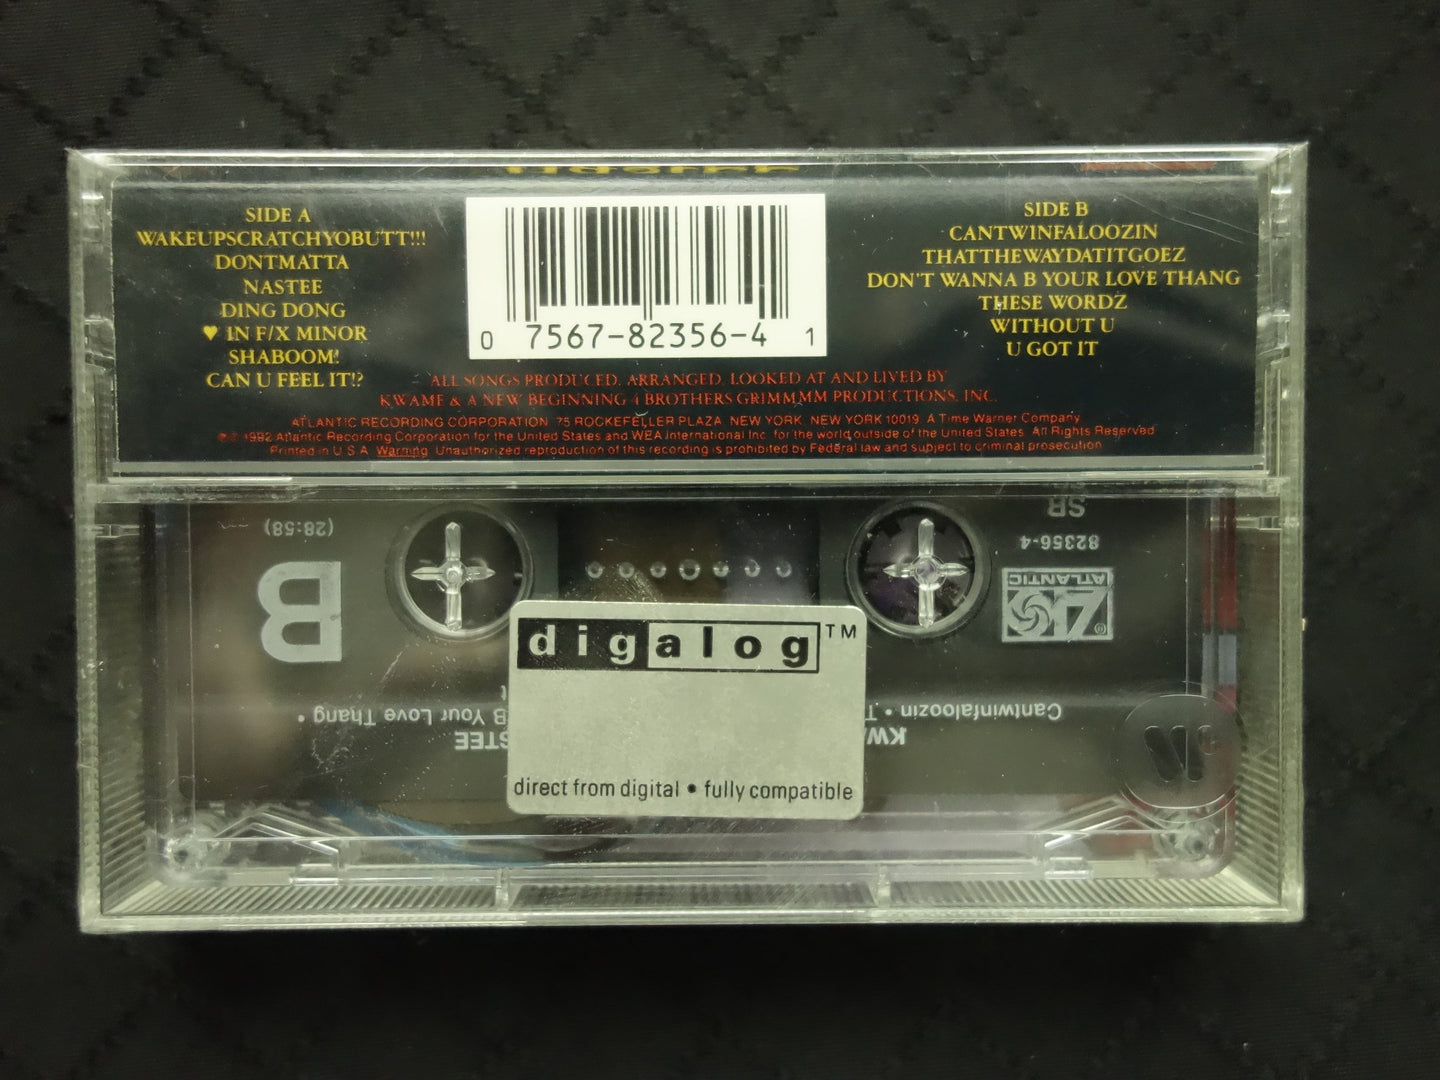 SIDE A
WAKEUPSCRATCHYOBUTT!!!
DONTMATTA
NASTEE
DING DONG
♥ IN F/X MINOR
SHABOOM!
CAN U FEEL IT!?
0 7567-82356-4 1
SIDE B
CANTWINFALOOZIN
THATTHEWAYDATITGOEZ
DON'T WANNA B YOUR LOVE THANG
THESE WORDZ
WITHOUT U
U GOT IT
ALL SONGS PRODUCED, ARRANGED, LOOKED AT AND LIVED BY
KWAME & A NEW BEGINNING 4 BROTHERS GRIMMMM PRODUCTIONS, INC.
ATLANTIC RECORDING CORPORATION, 75 ROCKEFELLER PLAZA, NEW YORK, NEW YORK 10019. A Time Warner Company
℗© 1992 Atlantic Recording Corporation for the United States and WEA International Inc. for the world outside of the United States. All Rights Reserved.
Printed in U.S.A. Warning: Unauthorized reproduction of this recording is prohibited by Federal law and subject to criminal prosecution.
(28:58)
SR
82356-4
B
ATLANTIC®
digalog™
Cantwinfaloozin • T
B Your Love Thang •
KWA
STEE
direct from digital • fully compatible